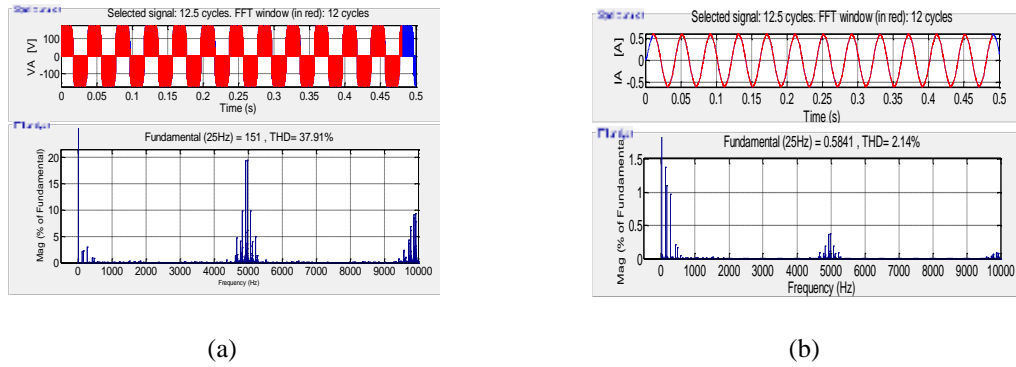 Selected signal: 12.5 cycles. FFT window (in red): 12 cycles
VA [V]
100
0
-100
0 0.05 0.1 0.15 0.2 0.25 0.3 0.35 0.4 0.45 0.5
Time (s)
Fundamental (25Hz) = 151 , THD= 37.91%
Mag (% of Fundamental)
20
15
10
5
0
0 1000 2000 3000 4000 5000 6000 7000 8000 9000 10000
Frequency (Hz)
(a)
Selected signal: 12.5 cycles. FFT window (in red): 12 cycles
IA [A]
0.5
0
-0.5
0 0.05 0.1 0.15 0.2 0.25 0.3 0.35 0.4 0.45 0.5
Time (s)
Fundamental (25Hz) = 0.5841 , THD= 2.14%
Mag (% of Fundamental)
1.5
1
0.5
0
0 1000 2000 3000 4000 5000 6000 7000 8000 9000 10000
Frequency (Hz)
(b)